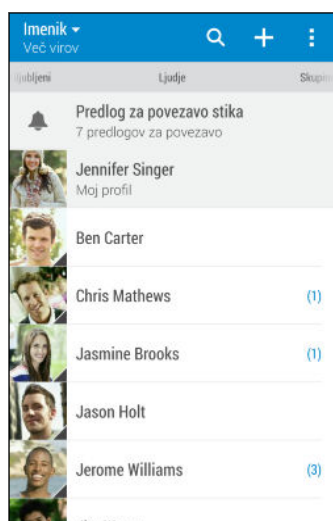 Imenik
Več virov
ljubljeni Ljudje Skupin
Predlog za povezavo stika
7 predlogov za povezavo
Jennifer Singer
Moj profil
Ben Carter
Chris Mathews (1)
Jasmine Brooks (1)
Jason Holt
Jerome Williams (3)